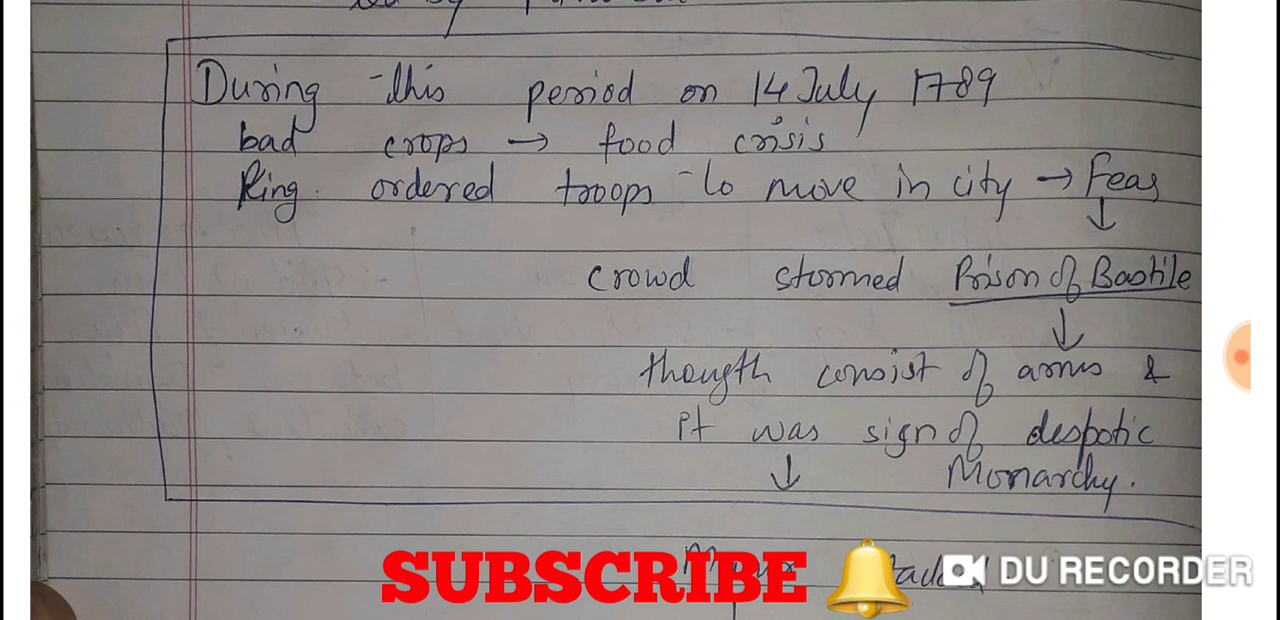 During this period on 14 July 1789
bad crops → food crisis
King ordered troops to move in city → Fear
↓
crowd stormed Prison of Bastile
↓
thougth consist of arms &
it was sign of despotic
↓ Monarchy.
SUBSCRIBE
DU RECORDER